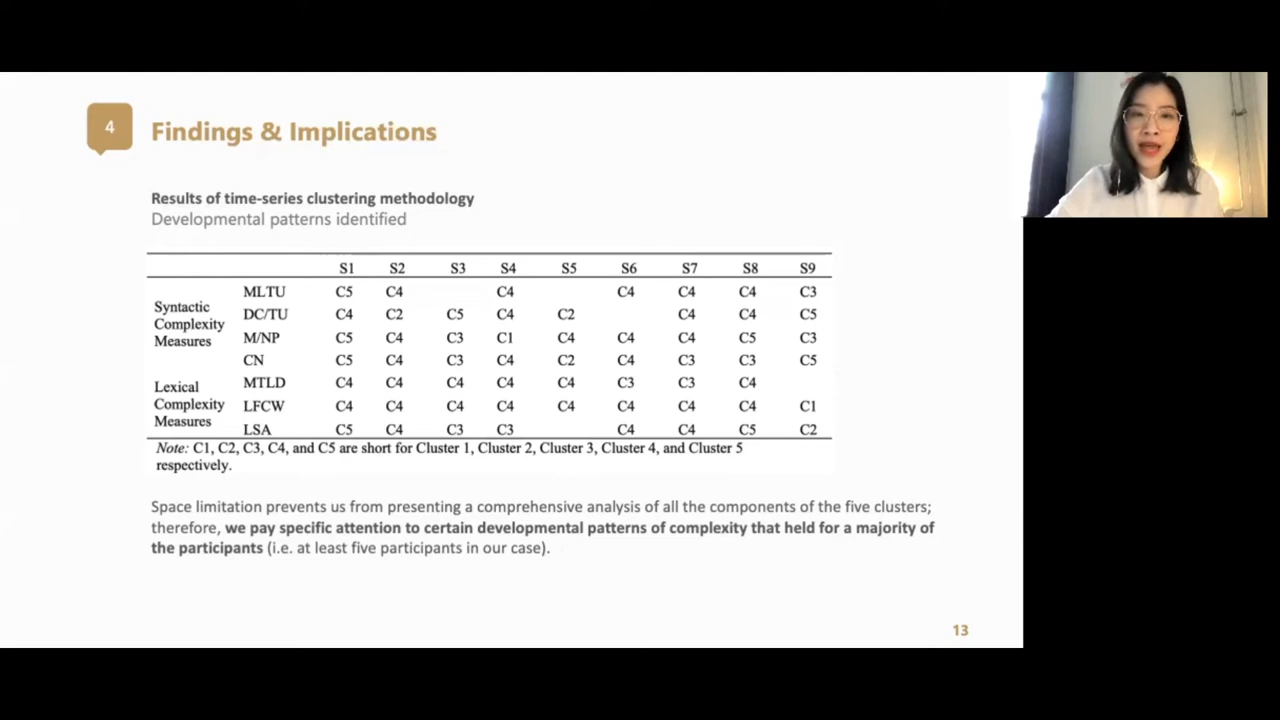 4
Findings & Implications
Results of time-series clustering methodology
Developmental patterns identified
S1 S2 S3 S4 S5 S6 S7 S8 S9
Syntactic Complexity Measures
MLTU C5 C4 C4 C4 C4 C4 C3
DC/TU C4 C2 C5 C4 C2 C4 C4 C5
M/NP C5 C4 C3 C1 C4 C4 C4 C5 C3
CN C5 C4 C3 C4 C2 C4 C3 C3 C5
Lexical Complexity Measures
MTLD C4 C4 C4 C4 C4 C3 C3 C4
LFCW C4 C4 C4 C4 C4 C4 C4 C4 C1
LSA C5 C4 C3 C3 C4 C4 C5 C2
Note: C1, C2, C3, C4, and C5 are short for Cluster 1, Cluster 2, Cluster 3, Cluster 4, and Cluster 5
respectively.
Space limitation prevents us from presenting a comprehensive analysis of all the components of the five clusters;
therefore, we pay specific attention to certain developmental patterns of complexity that held for a majority of
the participants (i.e. at least five participants in our case).
13